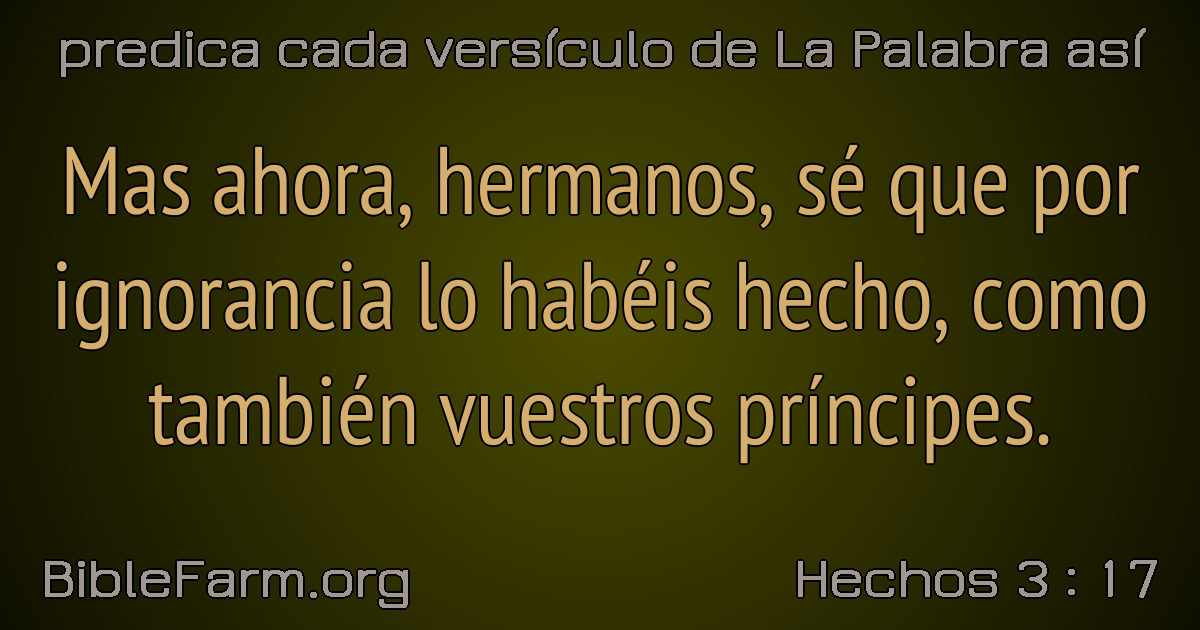 predica cada versículo de La Palabra así
Mas ahora, hermanos, sé que por
ignorancia lo habéis hecho, como
también vuestros príncipes.
BibleFarm.org
Hechos 3 : 17